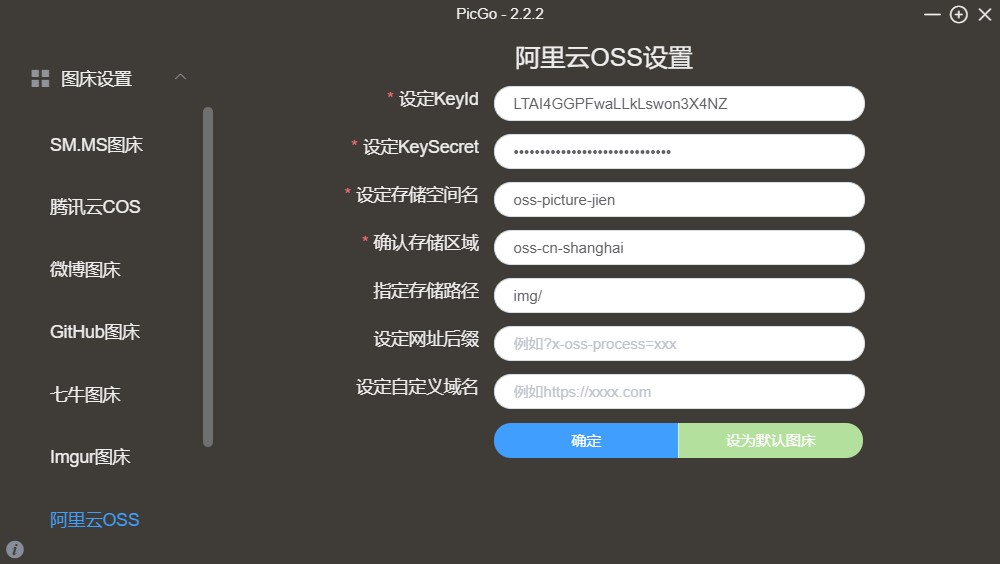 PicGo - 2.2.2
阿里云OSS设置
图床设置
SM.MS图床
腾讯云COS
微博图床
GitHub图床
七牛图床
Imgur图床
阿里云OSS
* 设定KeyId
LTAI4GGPFwaLLkLswon3X4NZ
* 设定KeySecret
••••••••••••••••••••••••••••••
* 设定存储空间名
oss-picture-jien
* 确认存储区域
oss-cn-shanghai
指定存储路径
img/
设定网址后缀
例如?x-oss-process=xxx
设定自定义域名
例如https://xxxx.com
确定
设为默认图床